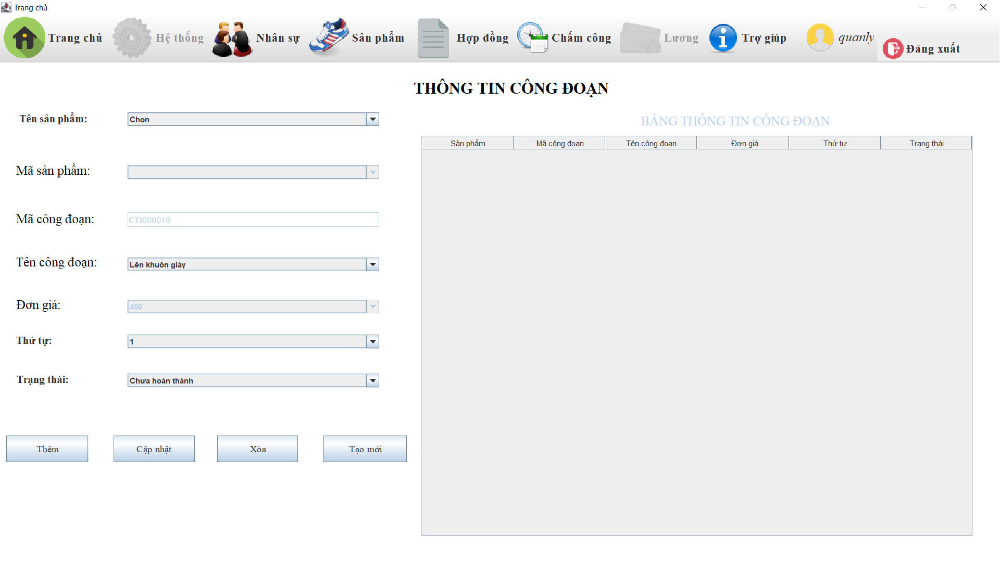 Trang chủ
Trang chủ Hệ thống Nhân sự Sản phẩm Hợp đồng Chấm công Lương Trợ giúp quanly Đăng xuất
THÔNG TIN CÔNG ĐOẠN
Tên sản phẩm: Chọn
Mã sản phẩm:
Mã công đoạn: CD000019
Tên công đoạn: Lên khuôn giày
Đơn giá: 450
Thứ tự: 1
Trạng thái: Chưa hoàn thành
Thêm Cập nhật Xóa Tạo mới
BẢNG THÔNG TIN CÔNG ĐOẠN
Sản phẩm Mã công đoạn Tên công đoạn Đơn giá Thứ tự Trạng thái